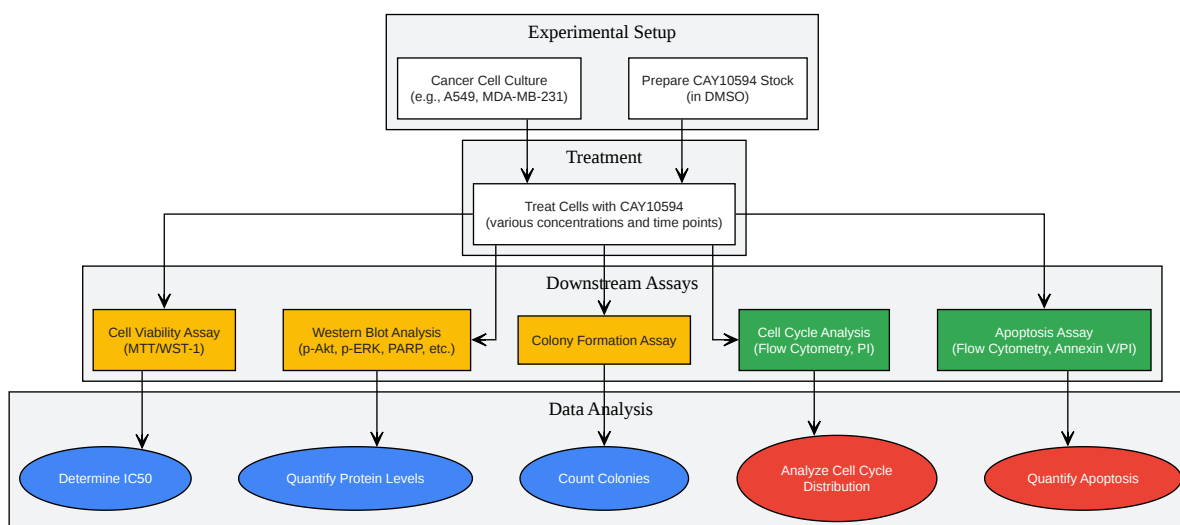 Experimental Setup
Cancer Cell Culture
(e.g., A549, MDA-MB-231)
Prepare CAY10594 Stock
(in DMSO)
Treatment
Treat Cells with CAY10594
(various concentrations and time points)
Downstream Assays
Cell Viability Assay
(MTT/WST-1)
Western Blot Analysis
(p-Akt, p-ERK, PARP, etc.)
Colony Formation Assay
Cell Cycle Analysis
(Flow Cytometry, PI)
Apoptosis Assay
(Flow Cytometry, Annexin V/PI)
Data Analysis
Determine IC50
Quantify Protein Levels
Count Colonies
Analyze Cell Cycle
Distribution
Quantify Apoptosis